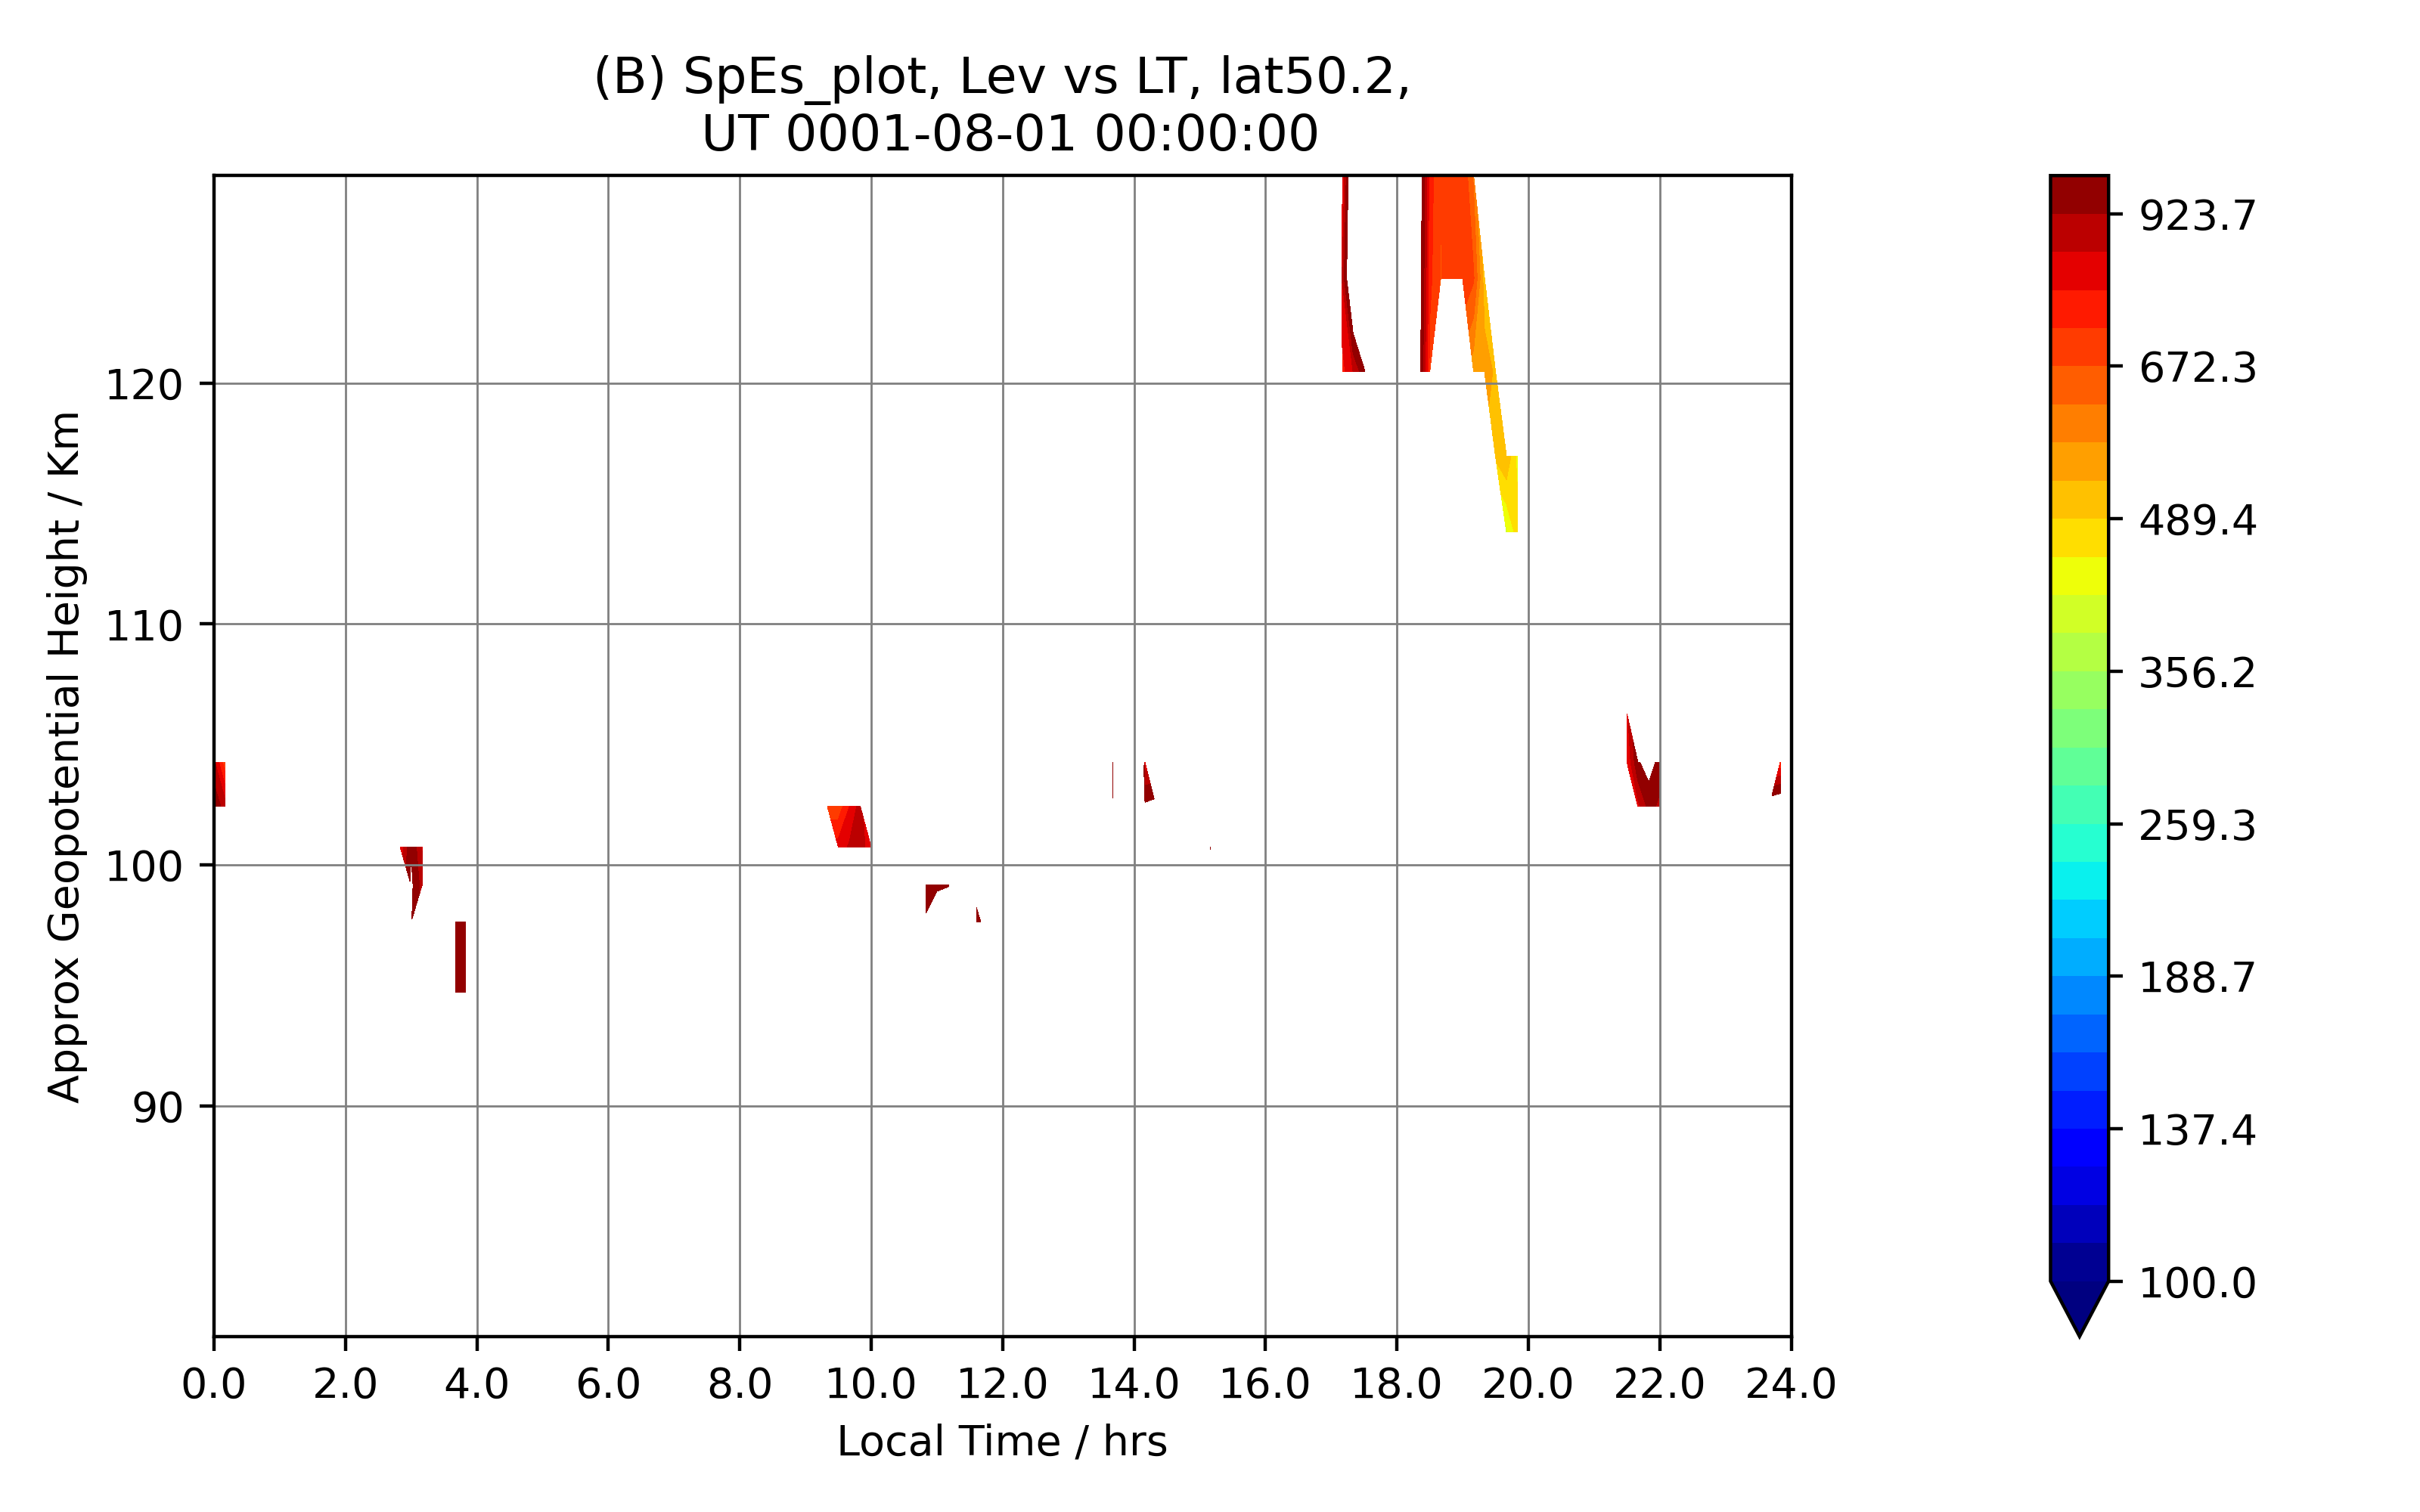 (B) SpEs_plot, Lev vs LT, lat50.2,
UT 0001-08-01 00:00:00
Approx Geopotential Height / Km
120
110
100
90
0.0 2.0 4.0 6.0 8.0 10.0 12.0 14.0 16.0 18.0 20.0 22.0 24.0
Local Time / hrs
923.7
672.3
489.4
356.2
259.3
188.7
137.4
100.0